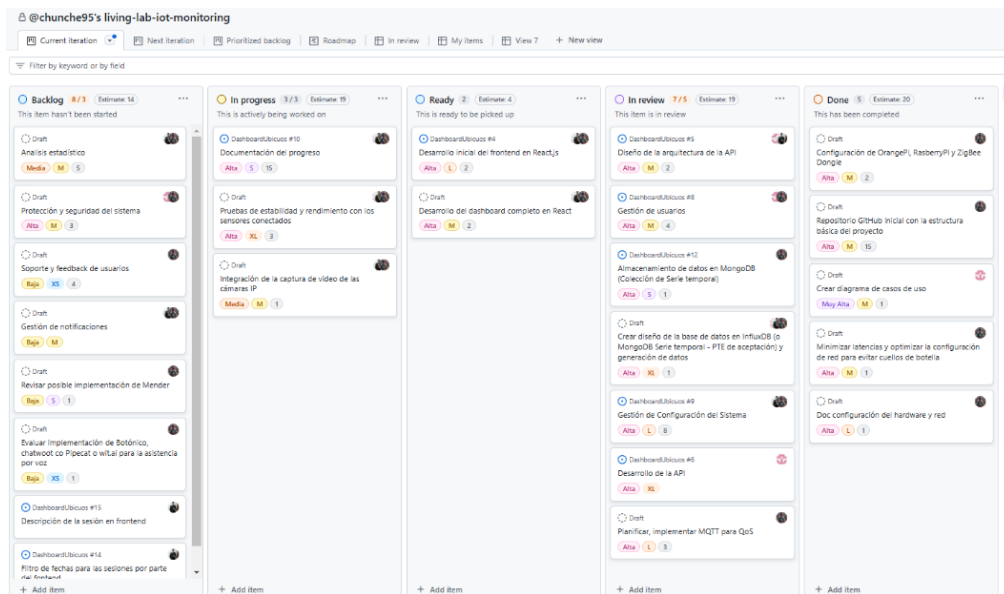 @chunche95's living-lab-iot-monitoring
Current iteration
Next iteration
Prioritized backlog
Roadmap
In review
My items
View 7
+ New view
Filter by keyword or by field
Backlog 8 / 3 Estimate: 14 ...
This item hasn't been started
Draft
Analisis estadístico
Media M 5
Draft
Protección y seguridad del sistema
Alta M 3
Draft
Soporte y feedback de usuarios
Baja XS 4
Draft
Gestión de notificaciones
Baja M
Draft
Revisar posible implementación de Mender
Baja S 1
Draft
Evaluar Implementación de Botónico,
chatwoot co Pipecat o wit.ai para la asistencia
por voz
Baja XS 1
DashboardUbicuos #15
Descripción de la sesión en frontend
DashboardUbicuos #14
Filtro de fechas para las sesiones por parte
del fontend
+ Add item
In progress 3 / 3 Estimate: 19 ...
This is actively being worked on
DashboardUbicuos #10
Documentación del progreso
Alta S 15
Draft
Pruebas de estabilidad y rendimiento con los
sensores conectados
Alta XL 3
Draft
Integración de la captura de vídeo de las
cámaras IP
Media M 1
+ Add item
Ready 2 Estimate: 4 ...
This is ready to be picked up
DashboardUbicuos #4
Desarrollo inicial del frontend en React.js
Alta L 2
Draft
Desarrollo del dashboard completo en React
Alta M 2
+ Add item
In review 7 / 5 Estimate: 19 ...
This item is in review
DashboardUbicuos #5
Diseño de la arquitectura de la API
Alta M 2
DashboardUbicuos #8
Gestión de usuarios
Alta M 4
DashboardUbicuos #12
Almacenamiento de datos en MongoDB
(Colección de Serie temporal)
Alta S 1
Draft
Crear diseño de la base de datos en InfluxDB (o
MongoDB Serie temporal - PTE de aceptación) y
generación de datos
Alta XL 1
DashboardUbicuos #9
Gestión de Configuración del Sistema
Alta L 8
DashboardUbicuos #6
Desarrollo de la API
Alta XL
Draft
Planificar, implementar MQTT para QoS
Alta L 3
+ Add item
Done 5 Estimate: 20 ...
This has been completed
Draft
Configuración de OrangePi, RasberryPi y ZigBee
Dongle
Alta M 2
Draft
Repositorio GitHub Inicial con la estructura
básica del proyecto
Alta M 15
Draft
Crear diagrama de casos de uso
Muy Alta M 1
Draft
Minimizar latencias y optimizar la configuración
de red para evitar cuellos de botella
Alta M 1
Draft
Doc configuración del hardware y red
Alta L 1
+ Add item